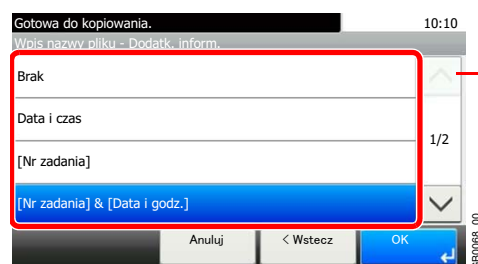 Gotowa do kopiowania. 10:10
Wpis nazwy pliku - Dodatk. inform.
Brak
Data i czas
1/2
[Nr zadania]
[Nr zadania] & [Data i godz.]
Anuluj < Wstecz OK